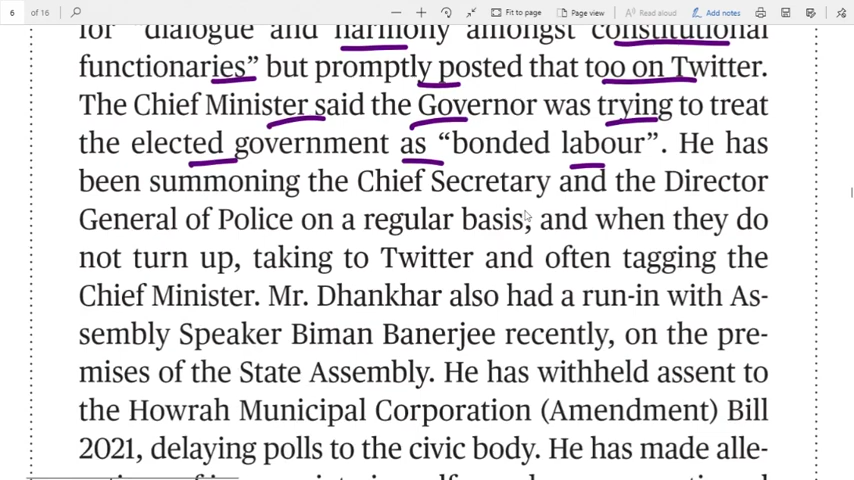 6 of 16 Fit to page Page view Read aloud Add notes
for “dialogue and harmony amongst constitutional
functionaries” but promptly posted that too on Twitter.
The Chief Minister said the Governor was trying to treat
the elected government as “bonded labour”. He has
been summoning the Chief Secretary and the Director
General of Police on a regular basis, and when they do
not turn up, taking to Twitter and often tagging the
Chief Minister. Mr. Dhankhar also had a run-in with As-
sembly Speaker Biman Banerjee recently, on the pre-
mises of the State Assembly. He has withheld assent to
the Howrah Municipal Corporation (Amendment) Bill
2021, delaying polls to the civic body. He has made alle-